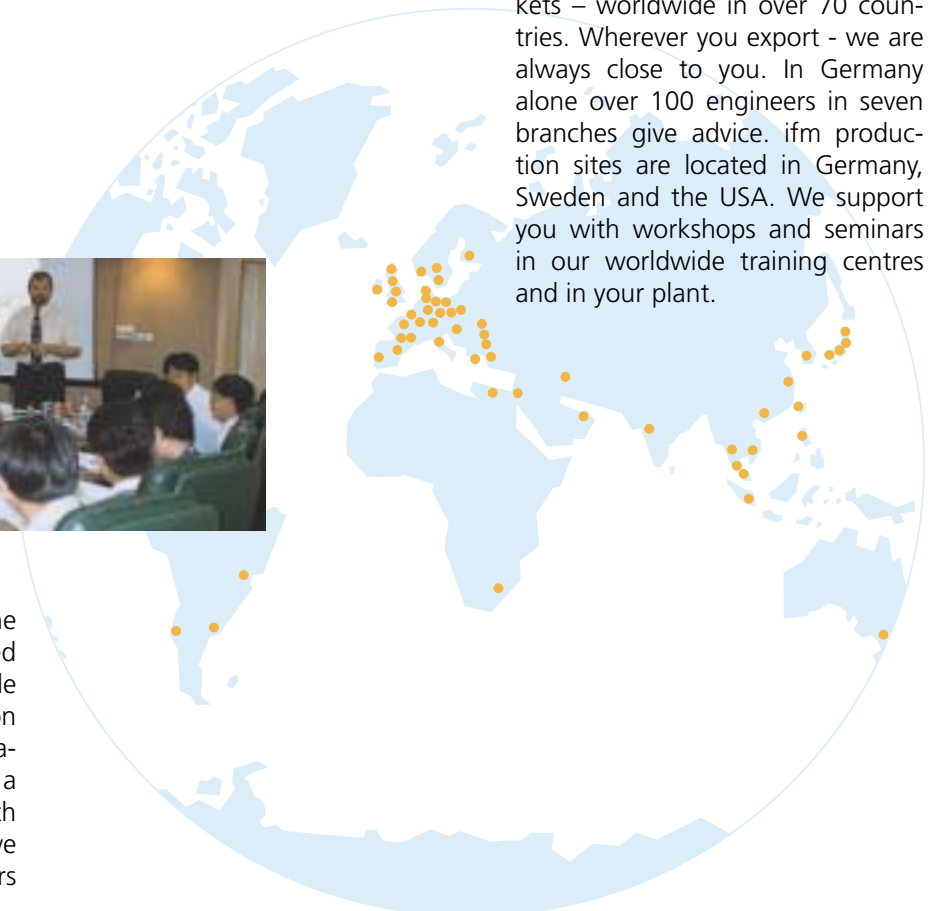 kets – worldwide in over 70 coun-
tries. Wherever you export - we are
always close to you. In Germany
alone over 100 engineers in seven
branches give advice. ifm produc-
tion sites are located in Germany,
Sweden and the USA. We support
you with workshops and seminars
in our worldwide training centres
and in your plant.
a-
a